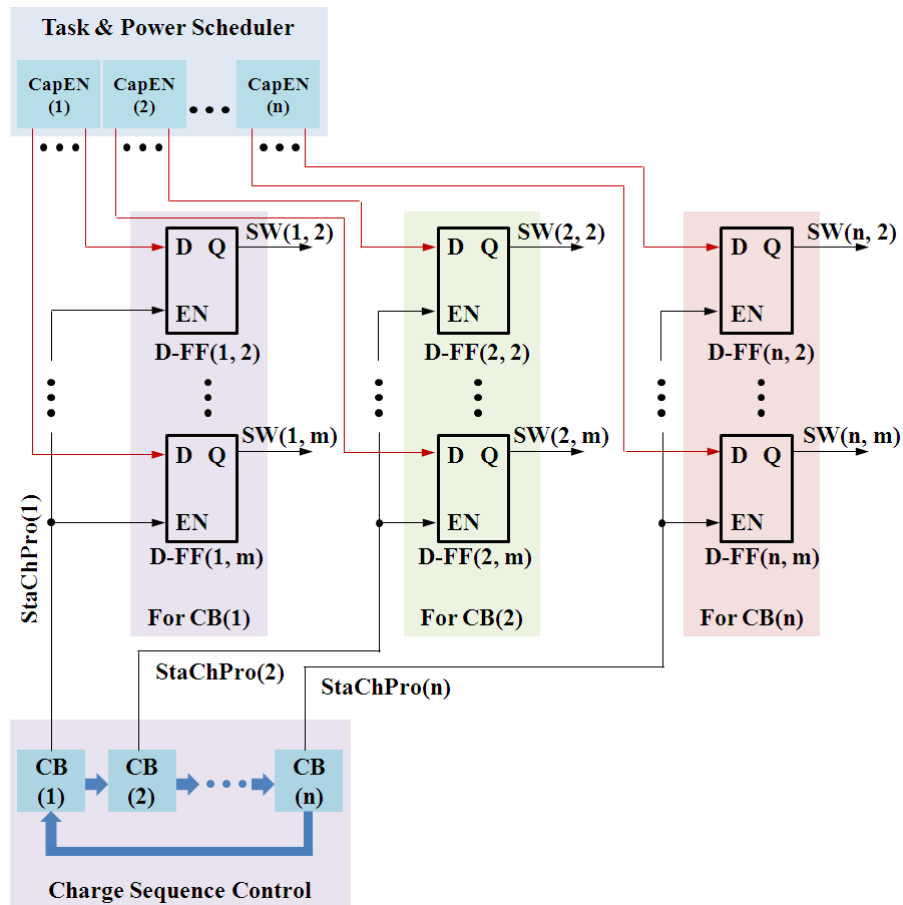 Task & Power Scheduler
CapEN
(1)
CapEN
(2)
CapEN
(n)
SW(1, 2)
D Q
EN
D-FF(1, 2)
SW(2, 2)
D Q
EN
D-FF(2, 2)
SW(n, 2)
D Q
EN
D-FF(n, 2)
SW(1, m)
D Q
EN
D-FF(1, m)
SW(2, m)
D Q
EN
D-FF(2, m)
SW(n, m)
D Q
EN
D-FF(n, m)
For CB(1)
For CB(2)
For CB(n)
StaChPro(1)
StaChPro(2)
StaChPro(n)
CB
(1)
CB
(2)
CB
(n)
Charge Sequence Control